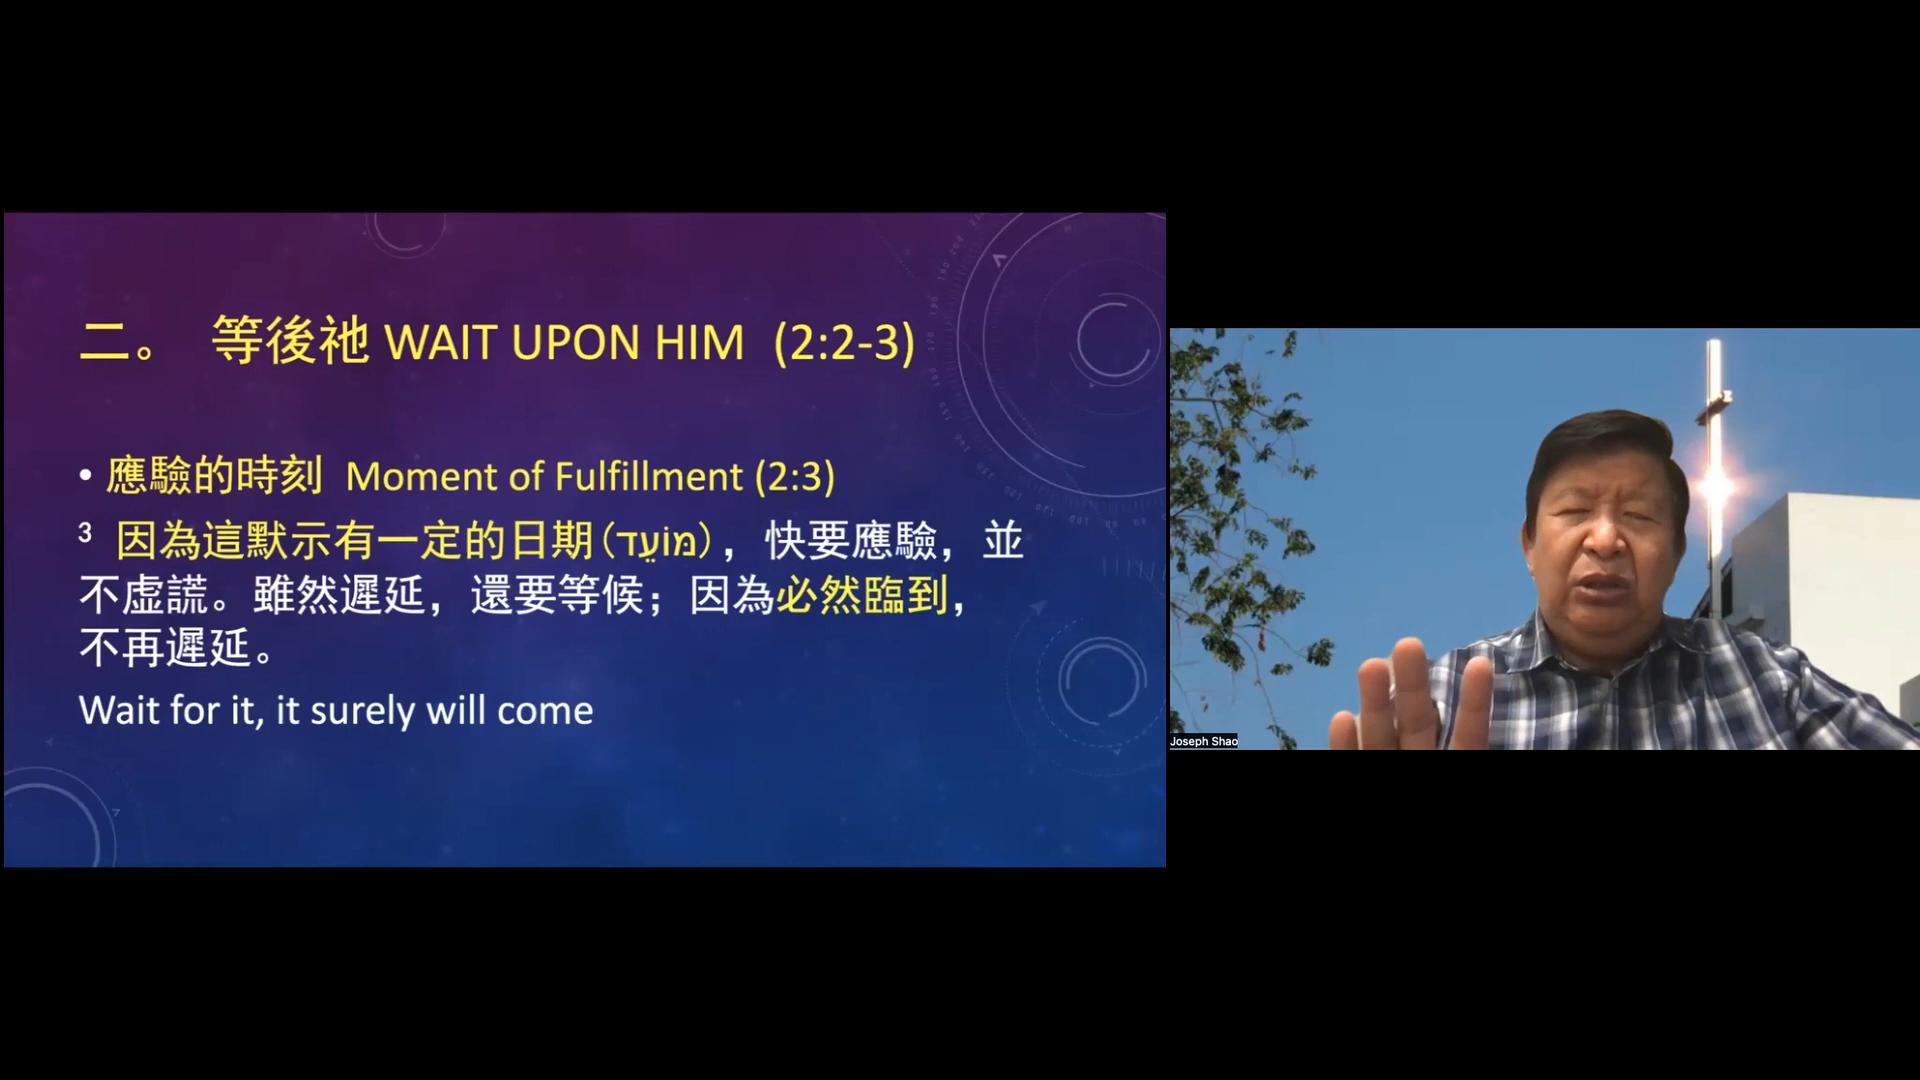 二。 等後祂 WAIT UPON HIM (2:2-3)
• 應驗的時刻 Moment of Fulfillment (2:3)
3 因為這默示有一定的日期(מּוֹעֵד)，快要應驗，並
不虛謊。雖然遲延，還要等候；因為必然臨到，
不再遲延。
Wait for it, it surely will come
Joseph Shao